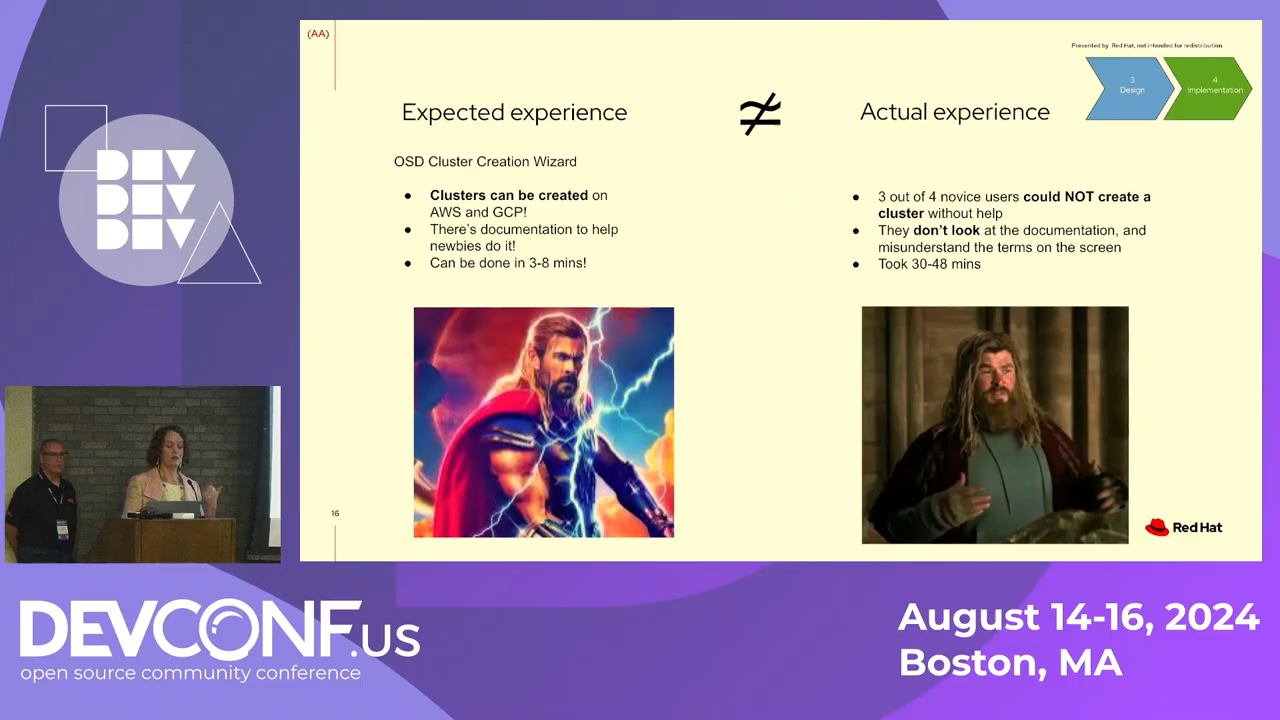 (AA)
Presented by Red Hat, not intended for redistribution
3
Design
4
Implementation
Expected experience
≠
Actual experience
OSD Cluster Creation Wizard
● Clusters can be created on
AWS and GCP!
● There's documentation to help
newbies do it!
● Can be done in 3-8 mins!
● 3 out of 4 novice users could NOT create a
cluster without help
● They don't look at the documentation, and
misunderstand the terms on the screen
● Took 30-48 mins
16
Red Hat
DEV
DEV
DEV
DEVCONF.US
open source community conference
August 14-16, 2024
Boston, MA